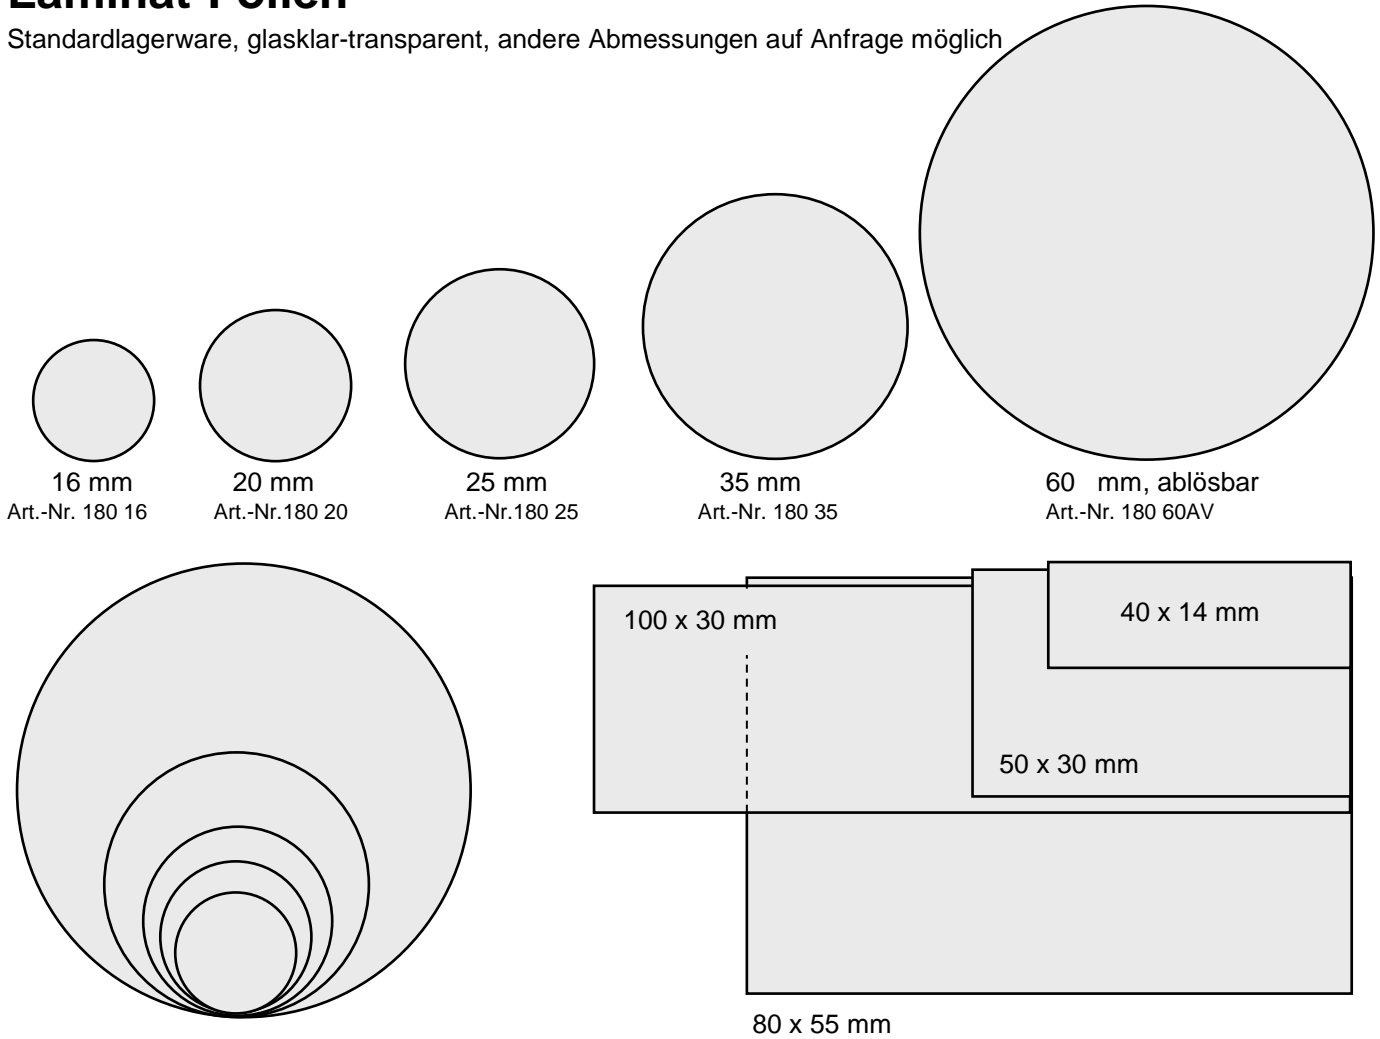 Laminat-Folien
Standardlagerware, glasklar-transparent, andere Abmessungen auf Anfrage möglich
16 mm
Art.-Nr. 180 16
20 mm
Art.-Nr.180 20
25 mm
Art.-Nr.180 25
35 mm
Art.-Nr. 180 35
60 mm, ablösbar
Art.-Nr. 180 60AV
40 x 14 mm
100 x 30 mm
50 x 30 mm
80 x 55 mm